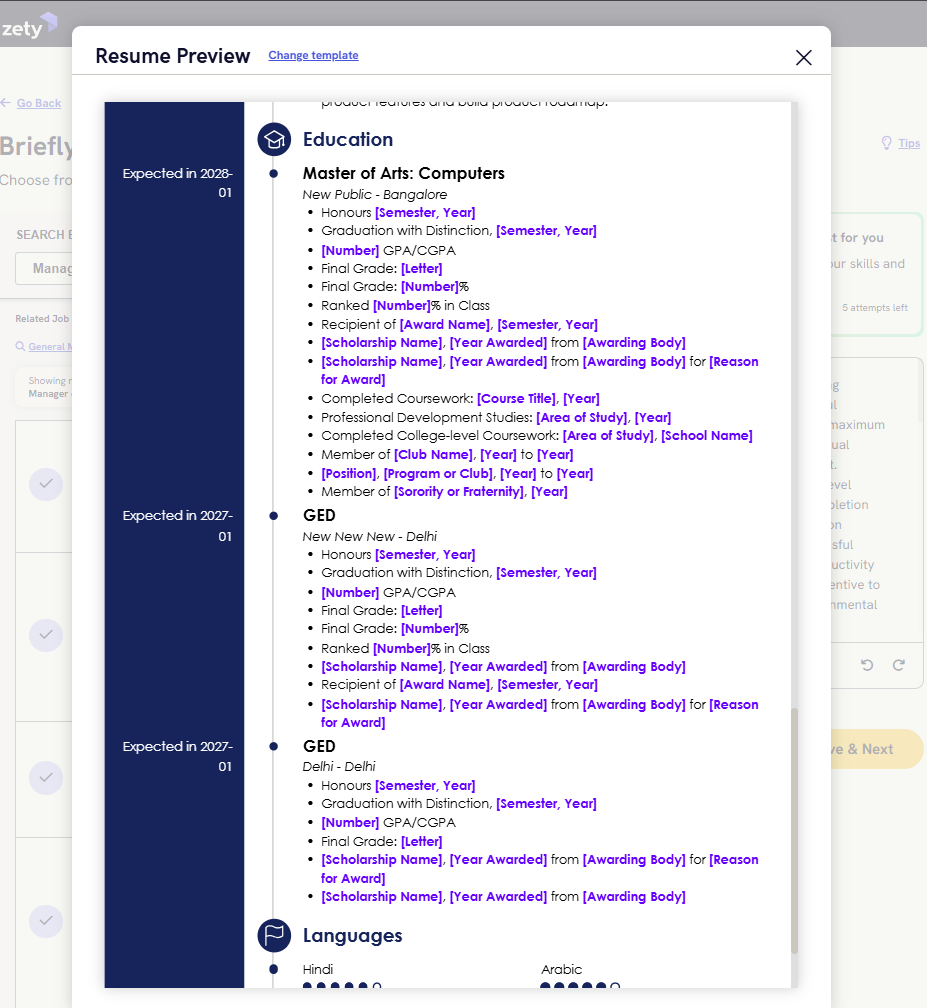 zety
Resume Preview
Change template
Go Back
Briefly
Choose fro
Tips
SEARCH
Manag
Related Job
General M
Showing r
Manager
t for you
ur skills and
5 attempts left
product features and build product roadmap.
Education
Expected in 2028-
01
Master of Arts: Computers
New Public - Bangalore
• Honours [Semester, Year]
• Graduation with Distinction, [Semester, Year]
• [Number] GPA/CGPA
• Final Grade: [Letter]
• Final Grade: [Number]%
• Ranked [Number]% in Class
• Recipient of [Award Name], [Semester, Year]
• [Scholarship Name], [Year Awarded] from [Awarding Body]
• [Scholarship Name], [Year Awarded] from [Awarding Body] for [Reason
for Award]
• Completed Coursework: [Course Title], [Year]
• Professional Development Studies: [Area of Study], [Year]
• Completed College-level Coursework: [Area of Study], [School Name]
• Member of [Club Name], [Year] to [Year]
• [Position], [Program or Club], [Year] to [Year]
• Member of [Sorority or Fraternity], [Year]
Expected in 2027-
01
GED
New New New - Delhi
• Honours [Semester, Year]
• Graduation with Distinction, [Semester, Year]
• [Number] GPA/CGPA
• Final Grade: [Letter]
• Final Grade: [Number]%
• Ranked [Number]% in Class
• [Scholarship Name], [Year Awarded] from [Awarding Body]
• Recipient of [Award Name], [Semester, Year]
• [Scholarship Name], [Year Awarded] from [Awarding Body] for [Reason
for Award]
Expected in 2027-
01
GED
Delhi - Delhi
• Honours [Semester, Year]
• Graduation with Distinction, [Semester, Year]
• [Number] GPA/CGPA
• Final Grade: [Letter]
• [Scholarship Name], [Year Awarded] from [Awarding Body] for [Reason
for Award]
• [Scholarship Name], [Year Awarded] from [Awarding Body]
Languages
Hindi
Arabic
g
al
maximum
ual
t.
evel
pletion
on
sful
uctivity
entive to
nmental
ve & Next